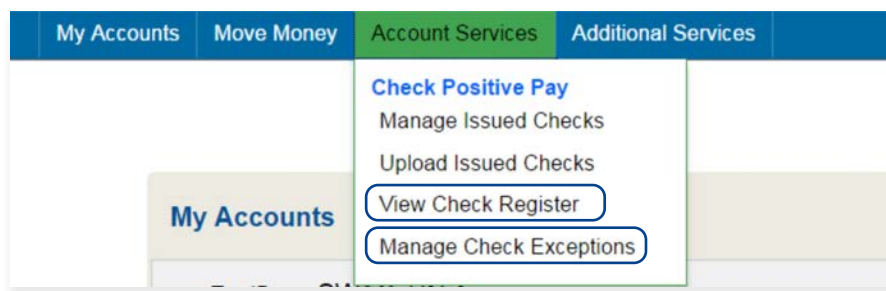 My Accounts Move Money Account Services Additional Services
Check Positive Pay
Manage Issued Checks
Upload Issued Checks
View Check Register
My Accounts
Manage Check Exceptions